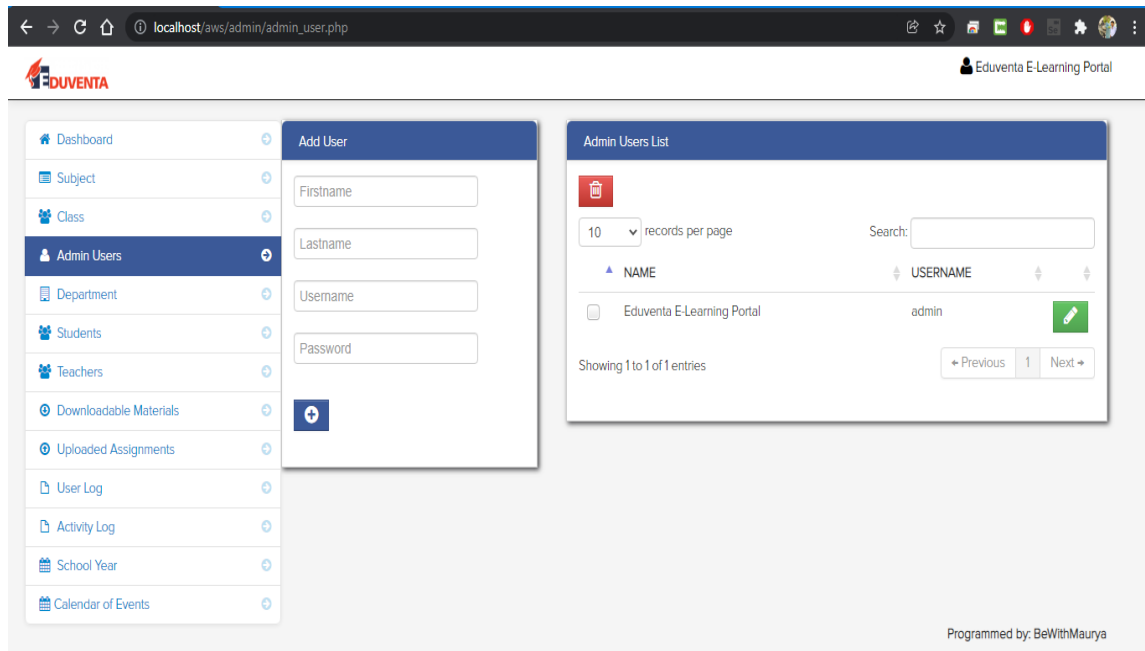 localhost/aws/admin/admin_user.php
EDUVENTA
Eduventa E-Learning Portal
Dashboard
Subject
Class
Admin Users
Department
Students
Teachers
Downloadable Materials
Uploaded Assignments
User Log
Activity Log
School Year
Calendar of Events
Add User
Firstname
Lastname
Username
Password
Admin Users List
10 records per page
Search:
NAME USERNAME
Eduventa E-Learning Portal admin
Showing 1 to 1 of 1 entries
← Previous 1 Next →
Programmed by: BeWithMaurya